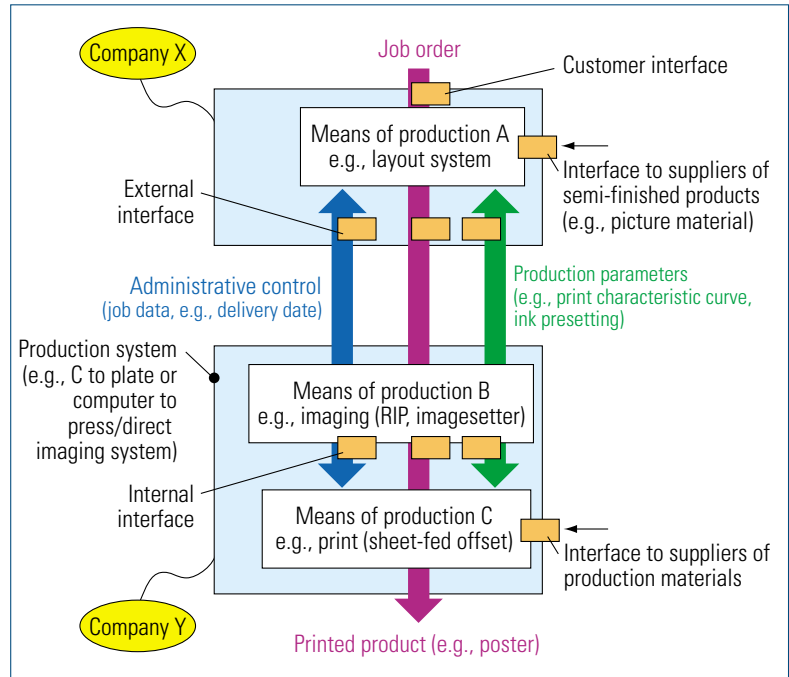 Company X
Job order
Customer interface
Means of production A
e.g., layout system
Interface to suppliers of
semi-finished products
(e.g., picture material)
External
interface
Administrative control
(job data, e.g., delivery date)
Production parameters
(e.g., print characteristic curve,
ink presetting)
Production system
(e.g., C to plate or
computer to
press/direct
imaging system)
Means of production B
e.g., imaging (RIP, imagesetter)
Internal
interface
Means of production C
e.g., print (sheet-fed offset)
Interface to suppliers of
production materials
Company Y
Printed product (e.g., poster)